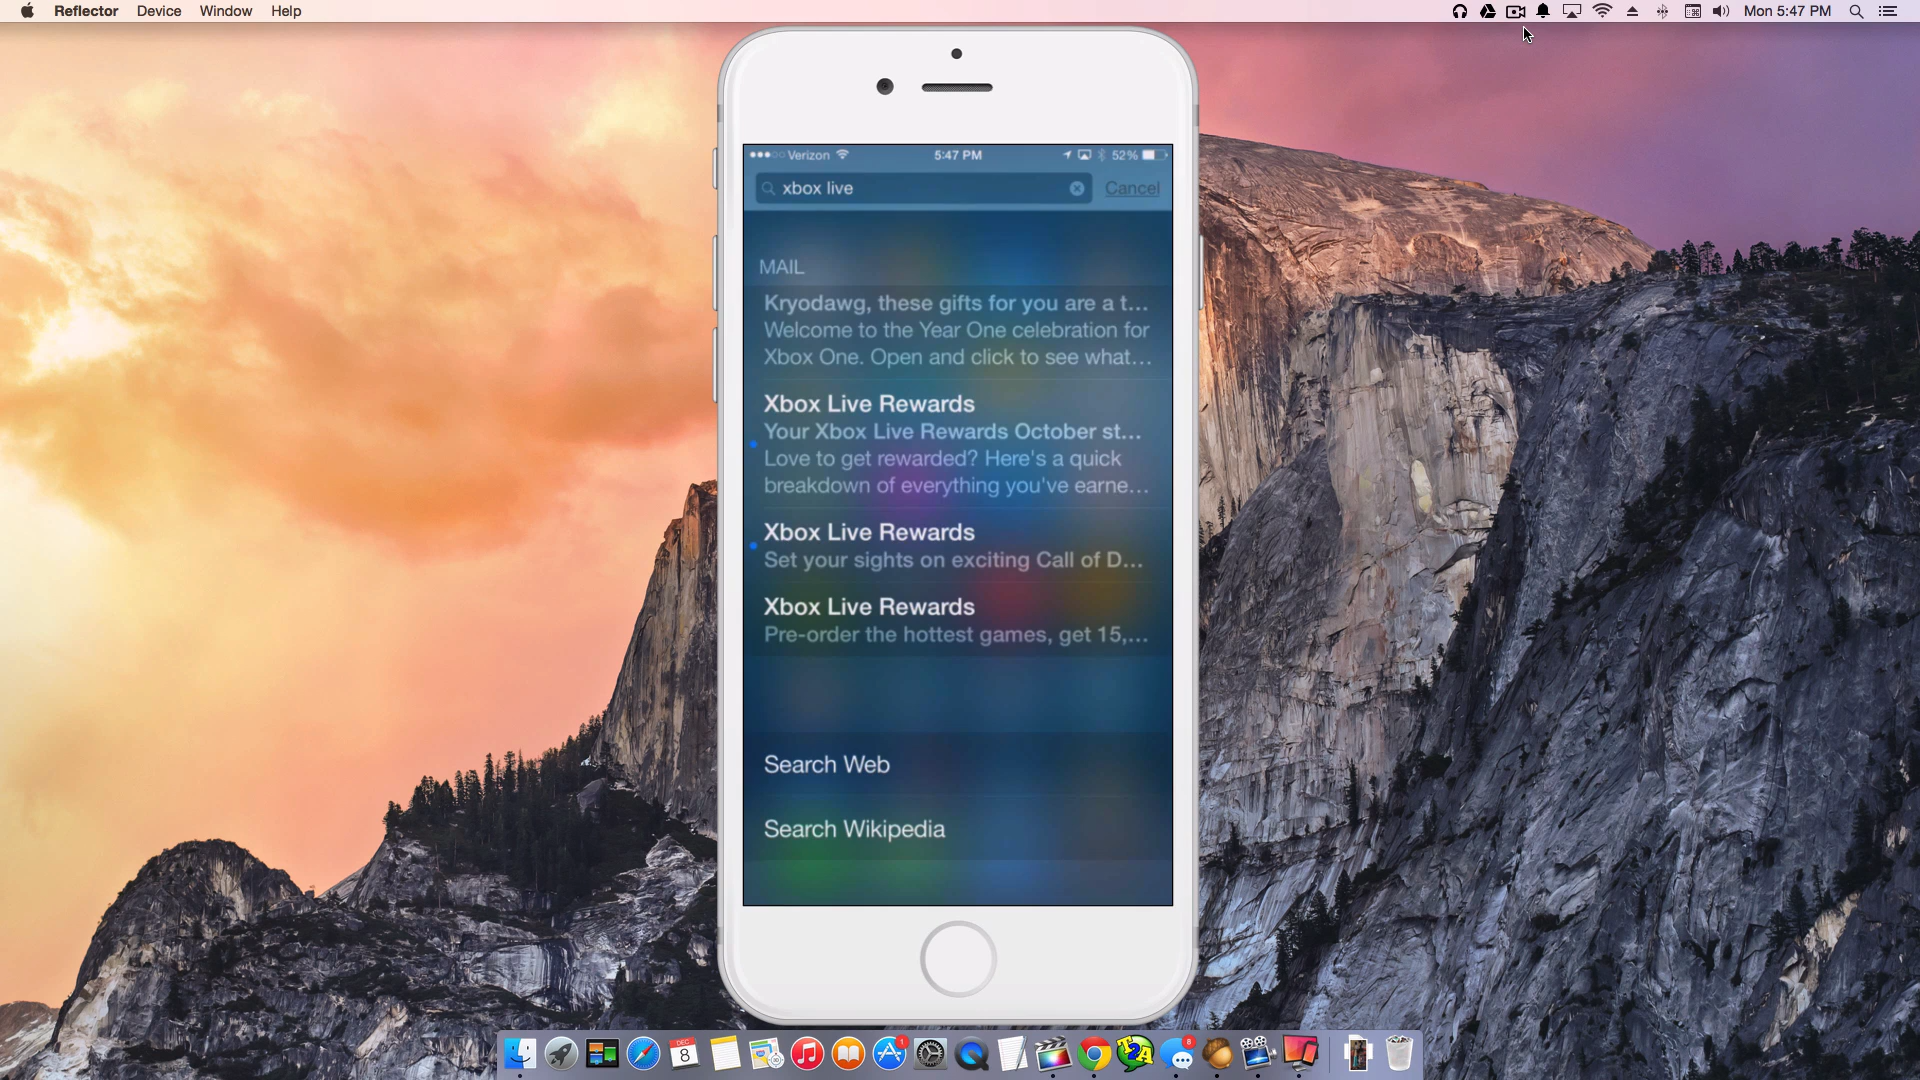 Reflector Device Window Help
Mon 5:47 PM
Verizon 5:47 PM 52%
xbox live Cancel
MAIL
Kryodawg, these gifts for you are a t...
Welcome to the Year One celebration for
Xbox One. Open and click to see what...
Xbox Live Rewards
Your Xbox Live Rewards October st...
Love to get rewarded? Here's a quick
breakdown of everything you've earne...
Xbox Live Rewards
Set your sights on exciting Call of D...
Xbox Live Rewards
Pre-order the hottest games, get 15,...
Search Web
Search Wikipedia
DEC
8
1
T2A
8